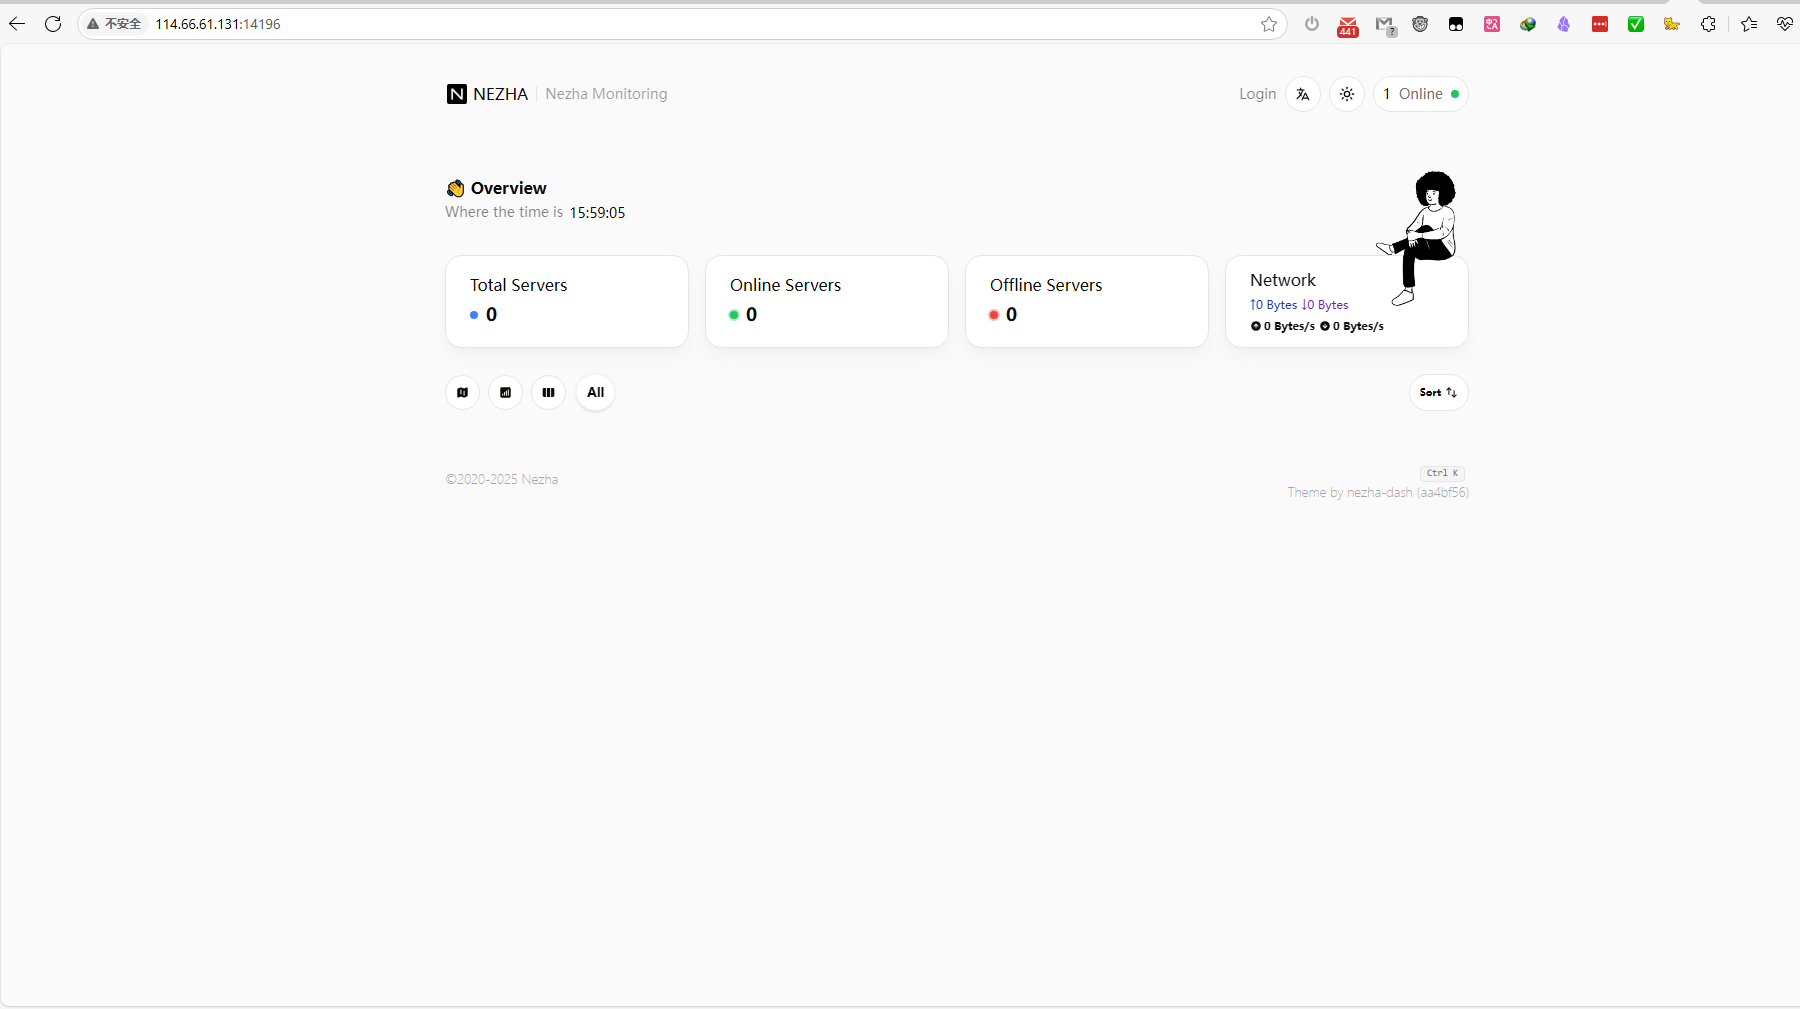 不安全 114.66.61.131:14196
441
?
NEZHA Nezha Monitoring Login 1 Online
Overview
Where the time is 15:59:05
Total Servers
0
Online Servers
0
Offline Servers
0
Network
↑0 Bytes ↓0 Bytes
0 Bytes/s 0 Bytes/s
All
Sort ↑↓
©2020-2025 Nezha
Ctrl K
Theme by nezha-dash (aa4bf56)